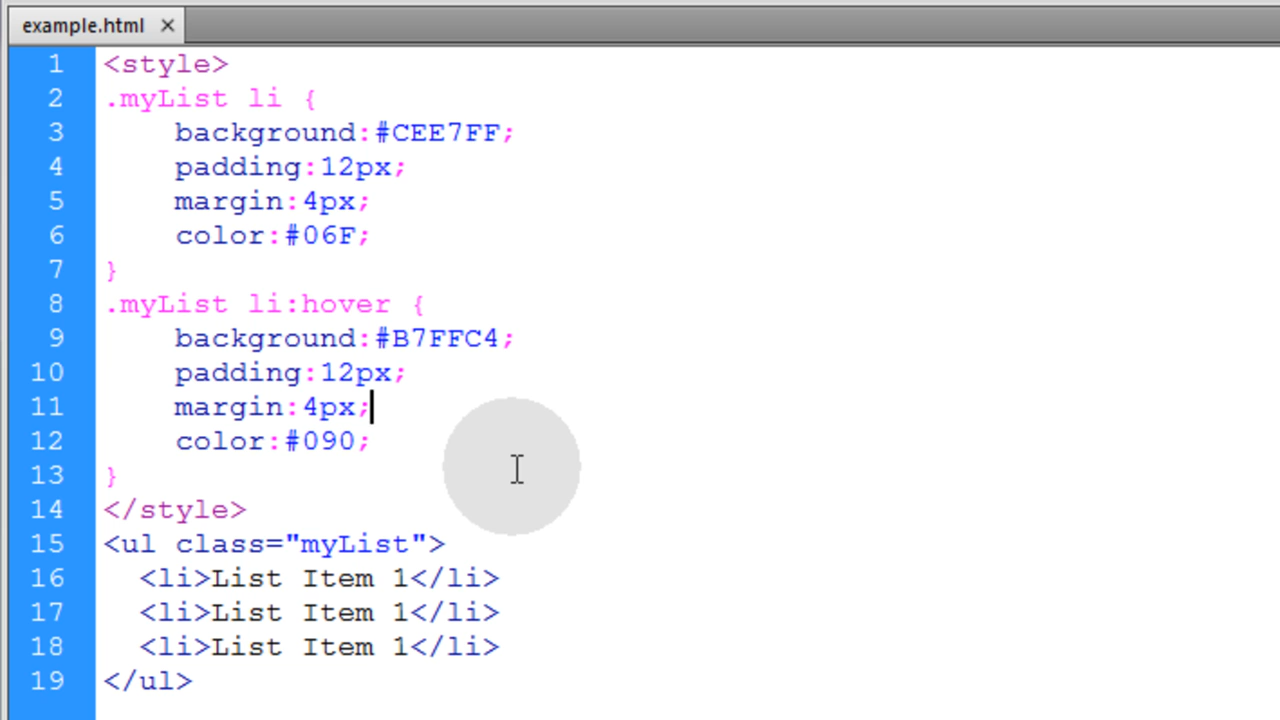 example.html ×
1 <style>
2 .myList li {
3     background:#CEE7FF;
4     padding:12px;
5     margin:4px;
6     color:#06F;
7 }
8 .myList li:hover {
9     background:#B7FFC4;
10     padding:12px;
11     margin:4px;
12     color:#090;
13 }
14 </style>
15 <ul class="myList">
16   <li>List Item 1</li>
17   <li>List Item 1</li>
18   <li>List Item 1</li>
19 </ul>